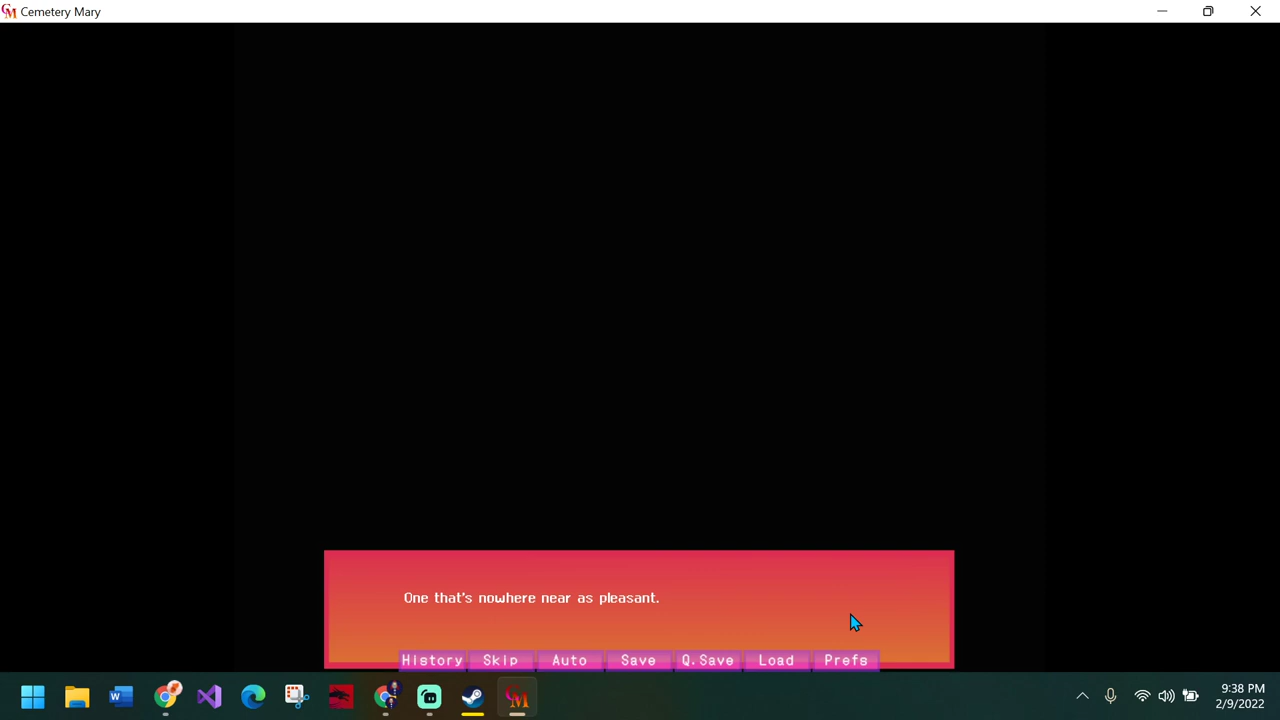 Cemetery Mary
One that's nowhere near as pleasant.
History Skip Auto Save Q.Save Load Prefs
9:38 PM
2/9/2022